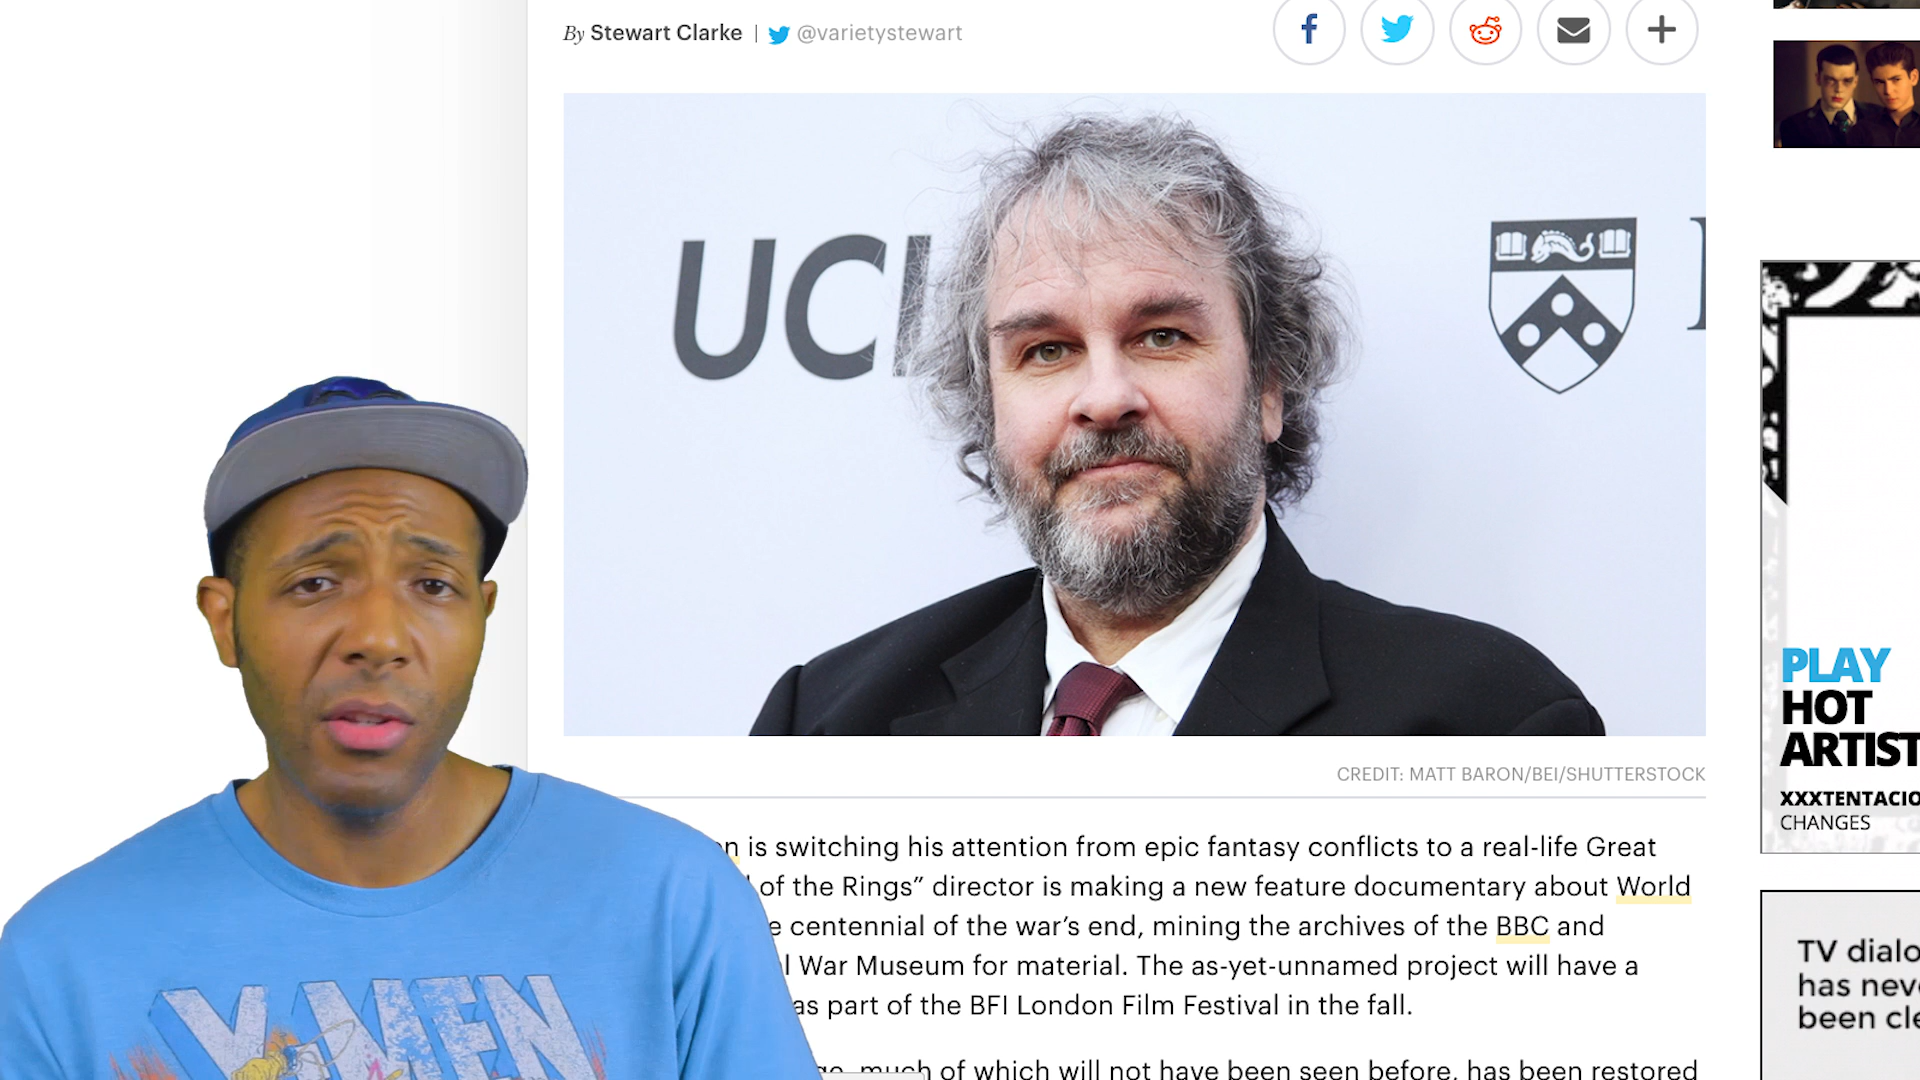 By Stewart Clarke | @varietystewart
UCL
CREDIT: MATT BARON/BEI/SHUTTERSTOCK
is switching his attention from epic fantasy conflicts to a real-life Great
of the Rings” director is making a new feature documentary about World
centennial of the war’s end, mining the archives of the BBC and
War Museum for material. The as-yet-unnamed project will have a
as part of the BFI London Film Festival in the fall.
much of which will not have been seen before, has been restored
X-MEN
PLAY
HOT
ARTIST
XXXTENTACIO
CHANGES
TV dialo
has nev
been cle